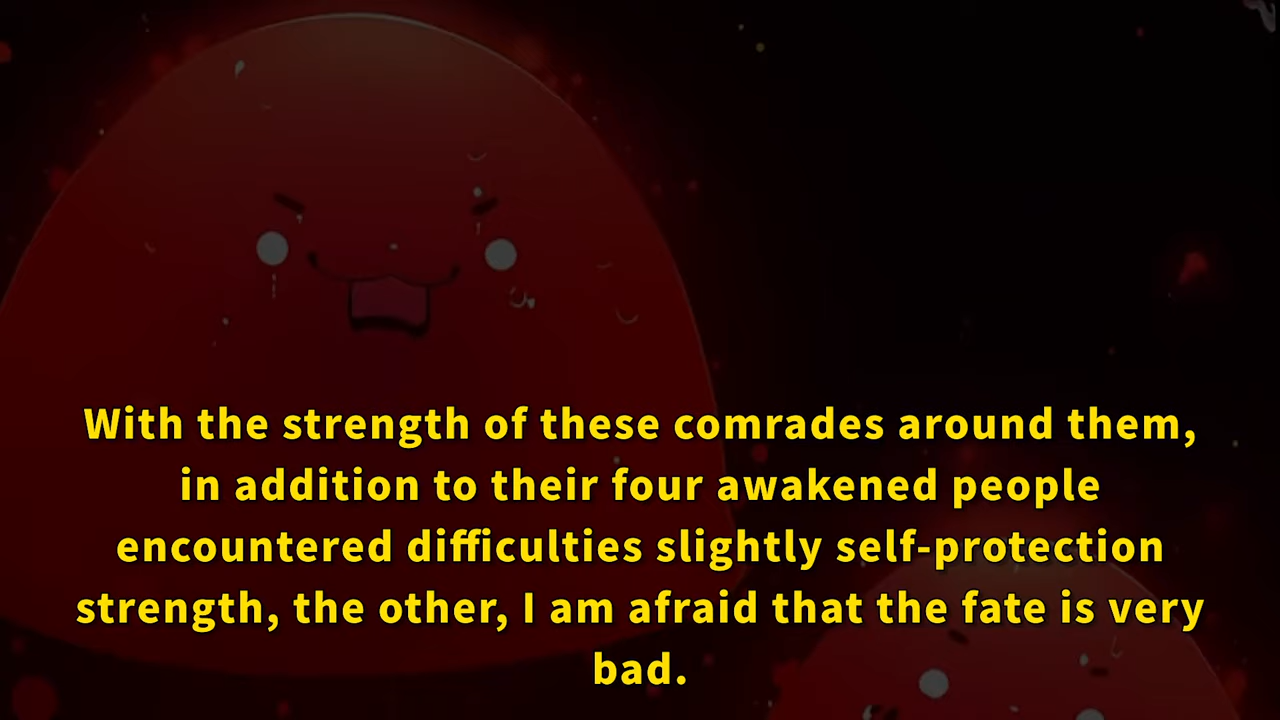 With the strength of these comrades around them,
in addition to their four awakened people
encountered difficulties slightly self-protection
strength, the other, I am afraid that the fate is very
bad.